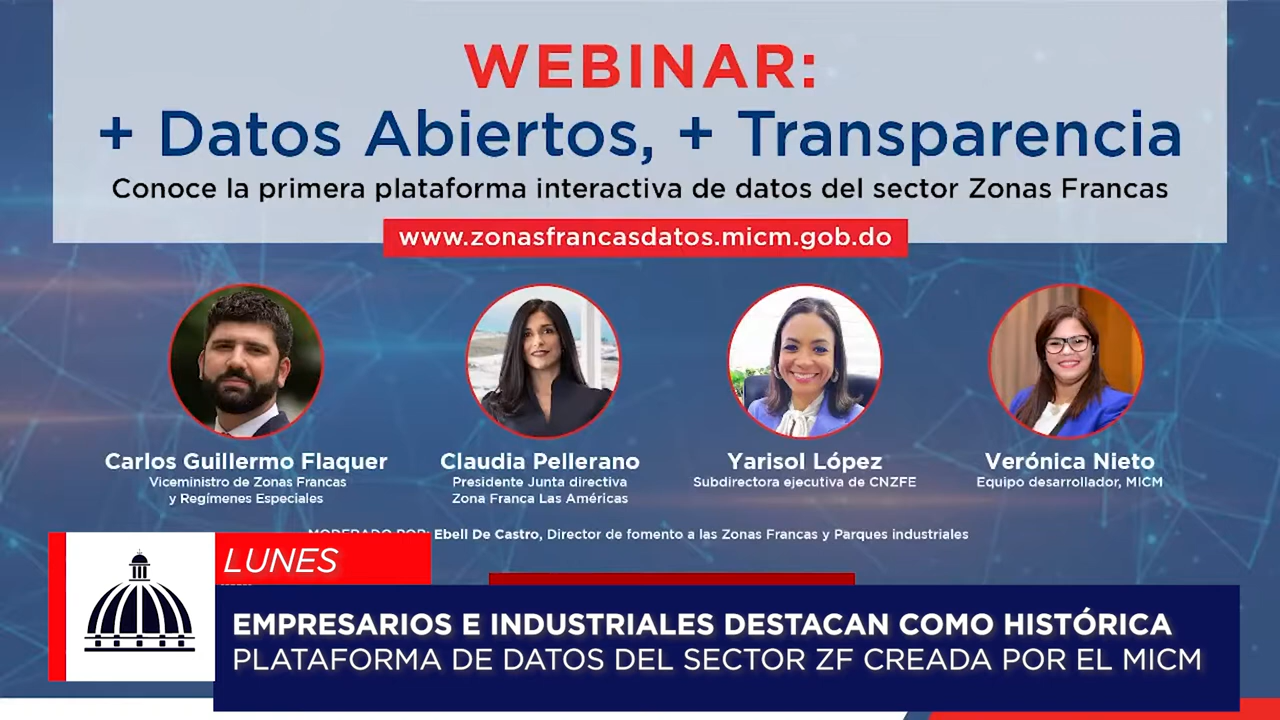 WEBINAR:
+ Datos Abiertos, + Transparencia
Conoce la primera plataforma interactiva de datos del sector Zonas Francas
www.zonasfrancasdatos.micm.gob.do
Carlos Guillermo Flaquer
Viceministro de Zonas Francas
y Regímenes Especiales
Claudia Pellerano
Presidente Junta directiva
Zona Franca Las Américas
Yarisol López
Subdirectora ejecutiva de CNZFE
Verónica Nieto
Equipo desarrollador, MICM
MODERADO POR: Ebell De Castro, Director de fomento a las Zonas Francas y Parques industriales
LUNES
EMPRESARIOS E INDUSTRIALES DESTACAN COMO HISTÓRICA
PLATAFORMA DE DATOS DEL SECTOR ZF CREADA POR EL MICM